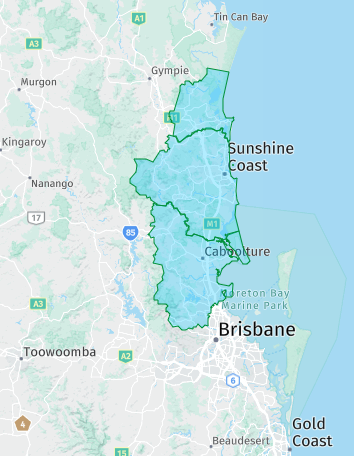 Tin Can Bay
A1
A3
Gympie
Murgon
M1
Kingaroy
Sunshine
Coast
Nanango
17
M1
85
Caboolture
Moreton Bay
Marine Park
A3
Brisbane
Toowoomba
A2
6
4
Gold
Coast
Beaudesert
15